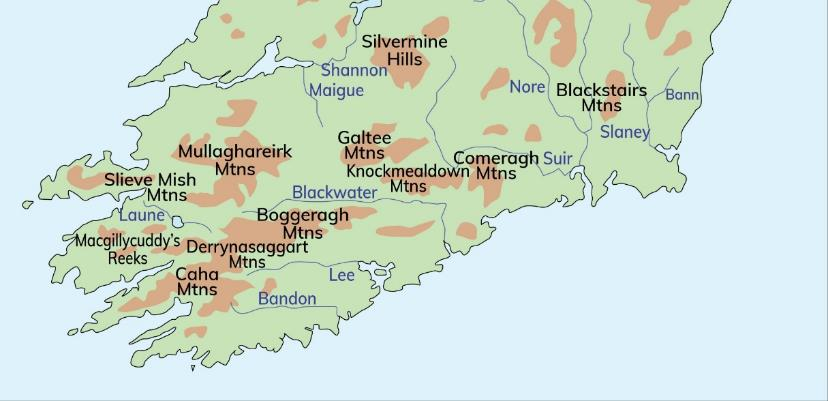 Silvermine
Hills
Shannon
Maigue
Nore
Blackstairs
Mtns
Bann
Slaney
Galtee
Mtns
Mullaghareirk
Mtns
Knockmealdown
Mtns
Comeragh
Mtns
Suir
Slieve Mish
Mtns
Blackwater
Laune
Boggeragh
Mtns
Macgillycuddy's
Reeks
Derrynasaggart
Mtns
Caha
Mtns
Lee
Bandon